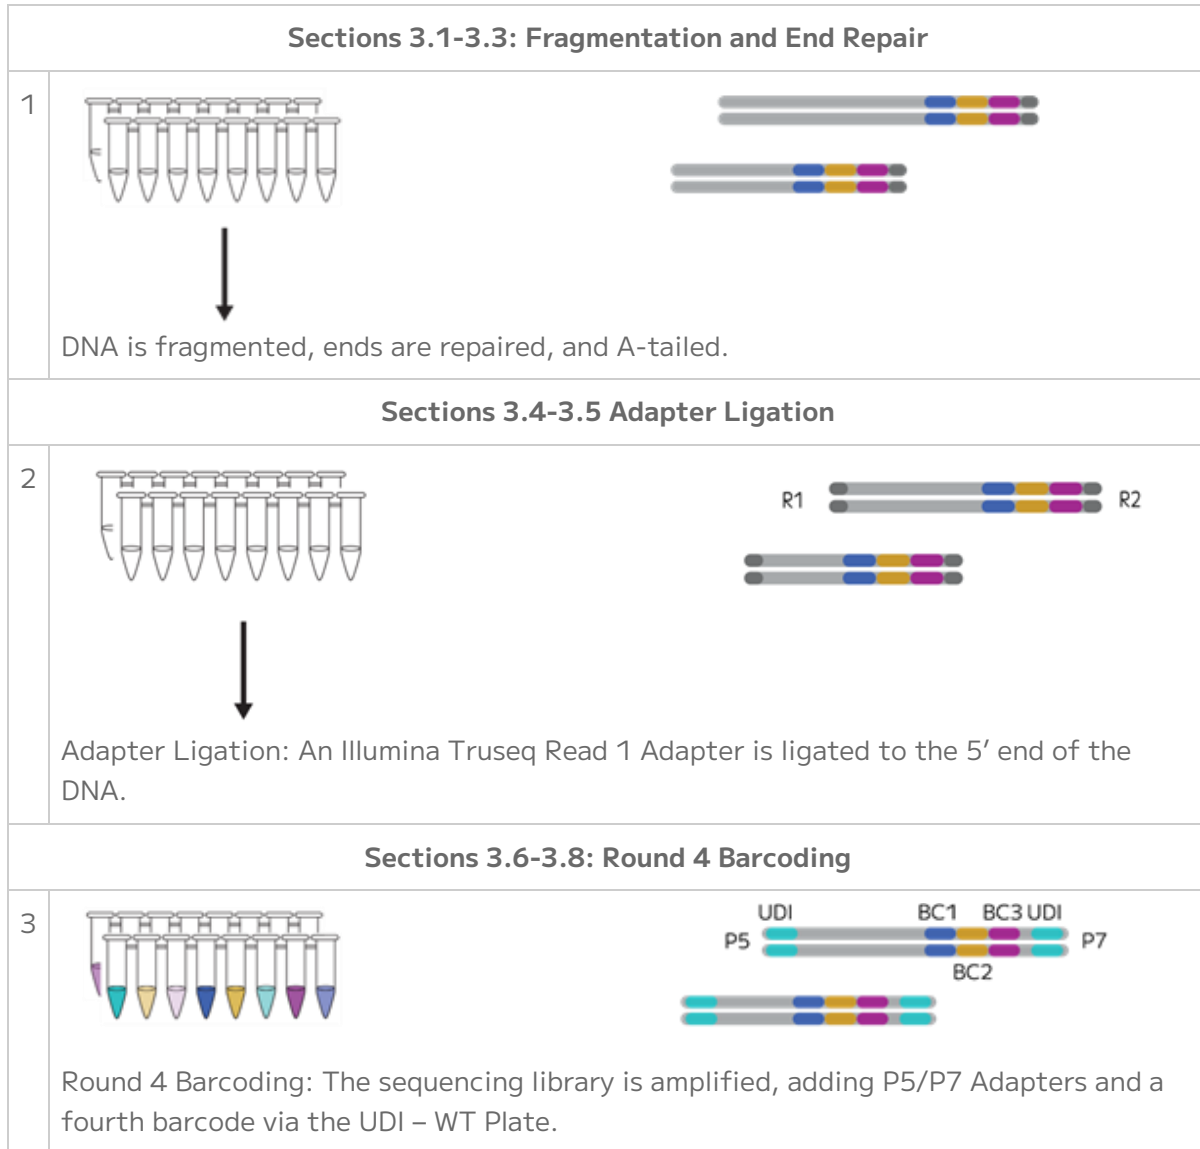 Sections 3.1-3.3: Fragmentation and End Repair
1
DNA is fragmented, ends are repaired, and A-tailed.
Sections 3.4-3.5 Adapter Ligation
2
R1
R2
Adapter Ligation: An Illumina Truseq Read 1 Adapter is ligated to the 5’ end of the
DNA.
Sections 3.6-3.8: Round 4 Barcoding
3
UDI BC1 BC3 UDI
P5 P7
BC2
Round 4 Barcoding: The sequencing library is amplified, adding P5/P7 Adapters and a
fourth barcode via the UDI – WT Plate.